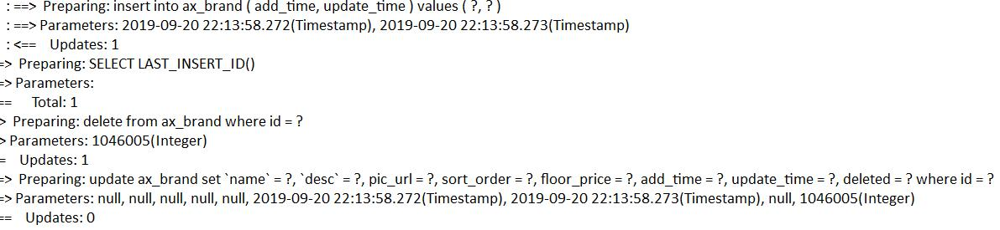 : ==> Preparing: insert into ax_brand ( add_time, update_time ) values ( ?, ? )
: ==> Parameters: 2019-09-20 22:13:58.272(Timestamp), 2019-09-20 22:13:58.273(Timestamp)
: <== Updates: 1
=> Preparing: SELECT LAST_INSERT_ID()
=> Parameters:
== Total: 1
> Preparing: delete from ax_brand where id = ?
> Parameters: 1046005(Integer)
= Updates: 1
=> Preparing: update ax_brand set `name` = ?, `desc` = ?, pic_url = ?, sort_order = ?, floor_price = ?, add_time = ?, update_time = ?, deleted = ? where id = ?
=> Parameters: null, null, null, null, null, 2019-09-20 22:13:58.272(Timestamp), 2019-09-20 22:13:58.273(Timestamp), null, 1046005(Integer)
== Updates: 0